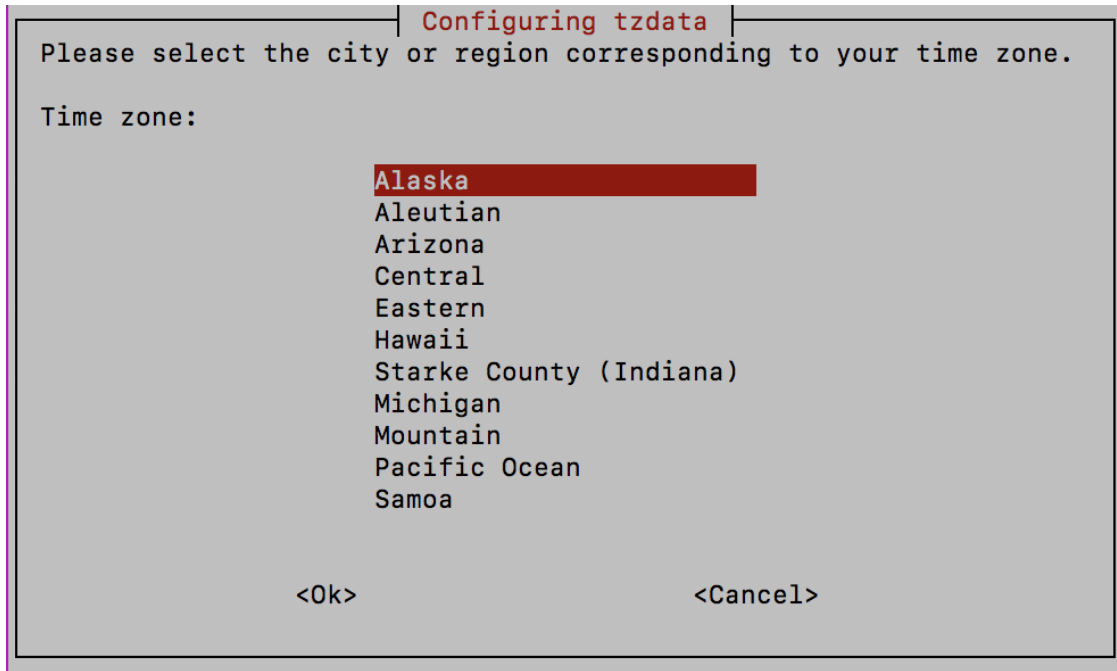 Configuring tzdata
Please select the city or region corresponding to your time zone.
Time zone:
Alaska
Aleutian
Arizona
Central
Eastern
Hawaii
Starke County (Indiana)
Michigan
Mountain
Pacific Ocean
Samoa
<Ok> <Cancel>